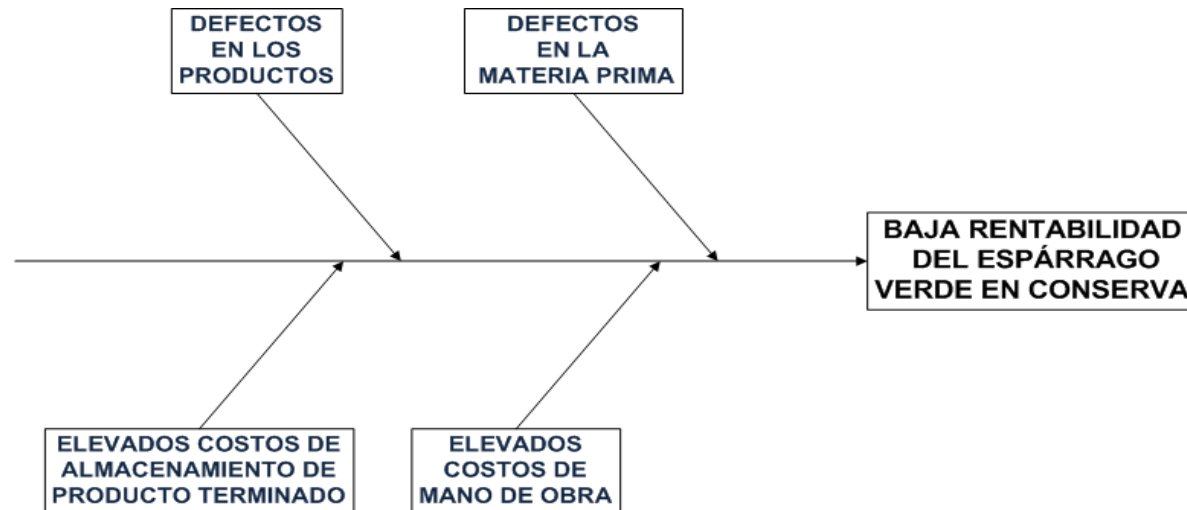 DEFECTOS
EN LOS
PRODUCTOS
DEFECTOS
EN LA
MATERIA PRIMA
BAJA RENTABILIDAD
DEL ESPÁRRAGO
VERDE EN CONSERVA
ELEVADOS COSTOS DE
ALMACENAMIENTO DE
PRODUCTO TERMINADO
ELEVADOS
COSTOS DE
MANO DE OBRA